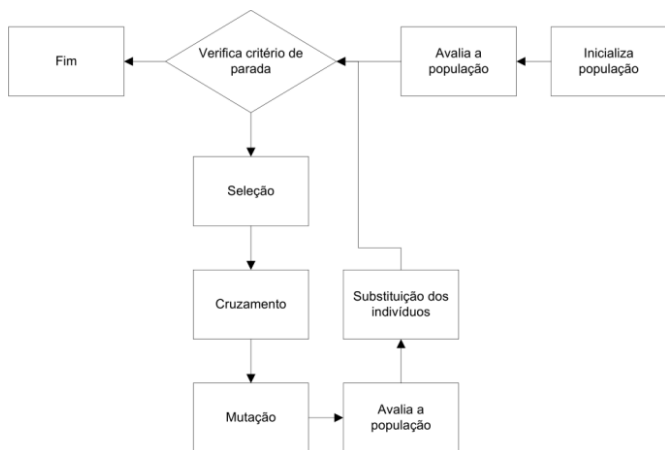 Fim
Verifica critério de
parada
Avalia a
população
Inicializa
população
Seleção
Cruzamento
Substituição dos
indivíduos
Mutação
Avalia a
população